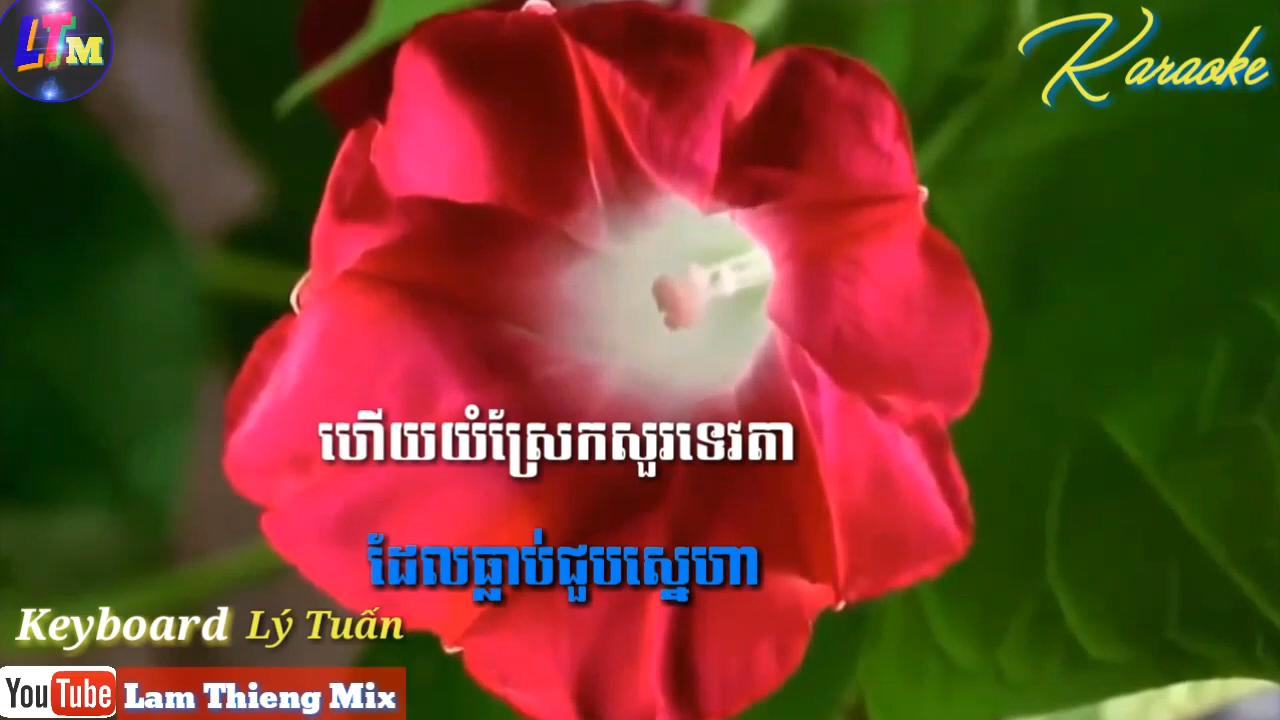 LTM
Karaoke
ហើយយំស្រែកសួរទេវតា
ដែលធ្លាប់ជួបស្នេហា
Keyboard Lý Tuấn
YouTube Lam Thieng Mix